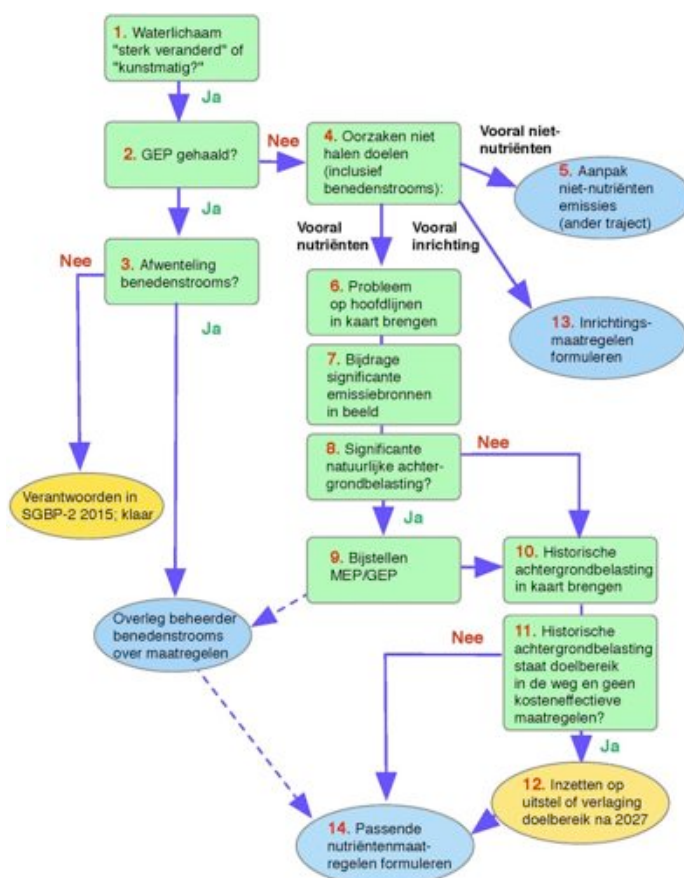 1. Waterlichaam
"sterk veranderd" of
"kunstmatig?"
Ja
2. GEP gehaald?
Nee
4. Oorzaken niet
halen doelen
(inclusief
benedenstrooms):
Vooral niet-
nutriënten
5. Aanpak
niet-nutriënten
emissies
(ander traject)
Ja
Vooral
nutriënten
Vooral
inrichting
Nee
3. Afwenteling
benedenstrooms?
Ja
6. Probleem
op hoofdlijnen
in kaart brengen
13. Inrichtings-
maatregelen
formuleren
7. Bijdrage
significante
emissiebronnen
in beeld
8. Significante
natuurlijke achter-
grondbelasting?
Nee
Ja
Verantwoorden in
SGBP-2 2015; klaar
9. Bijstellen
MEP/GEP
10. Historische
achtergrondbelasting
in kaart brengen
Overleg beheerder
benedenstrooms
over maatregelen
Nee
11. Historische
achtergrondbelasting
staat doelbereik
in de weg en geen
kosteneffectieve
maatregelen?
Ja
12. Inzetten op
uitstel of verlaging
doelbereik na 2027
14. Passende
nutriëntenmaat-
regelen formuleren